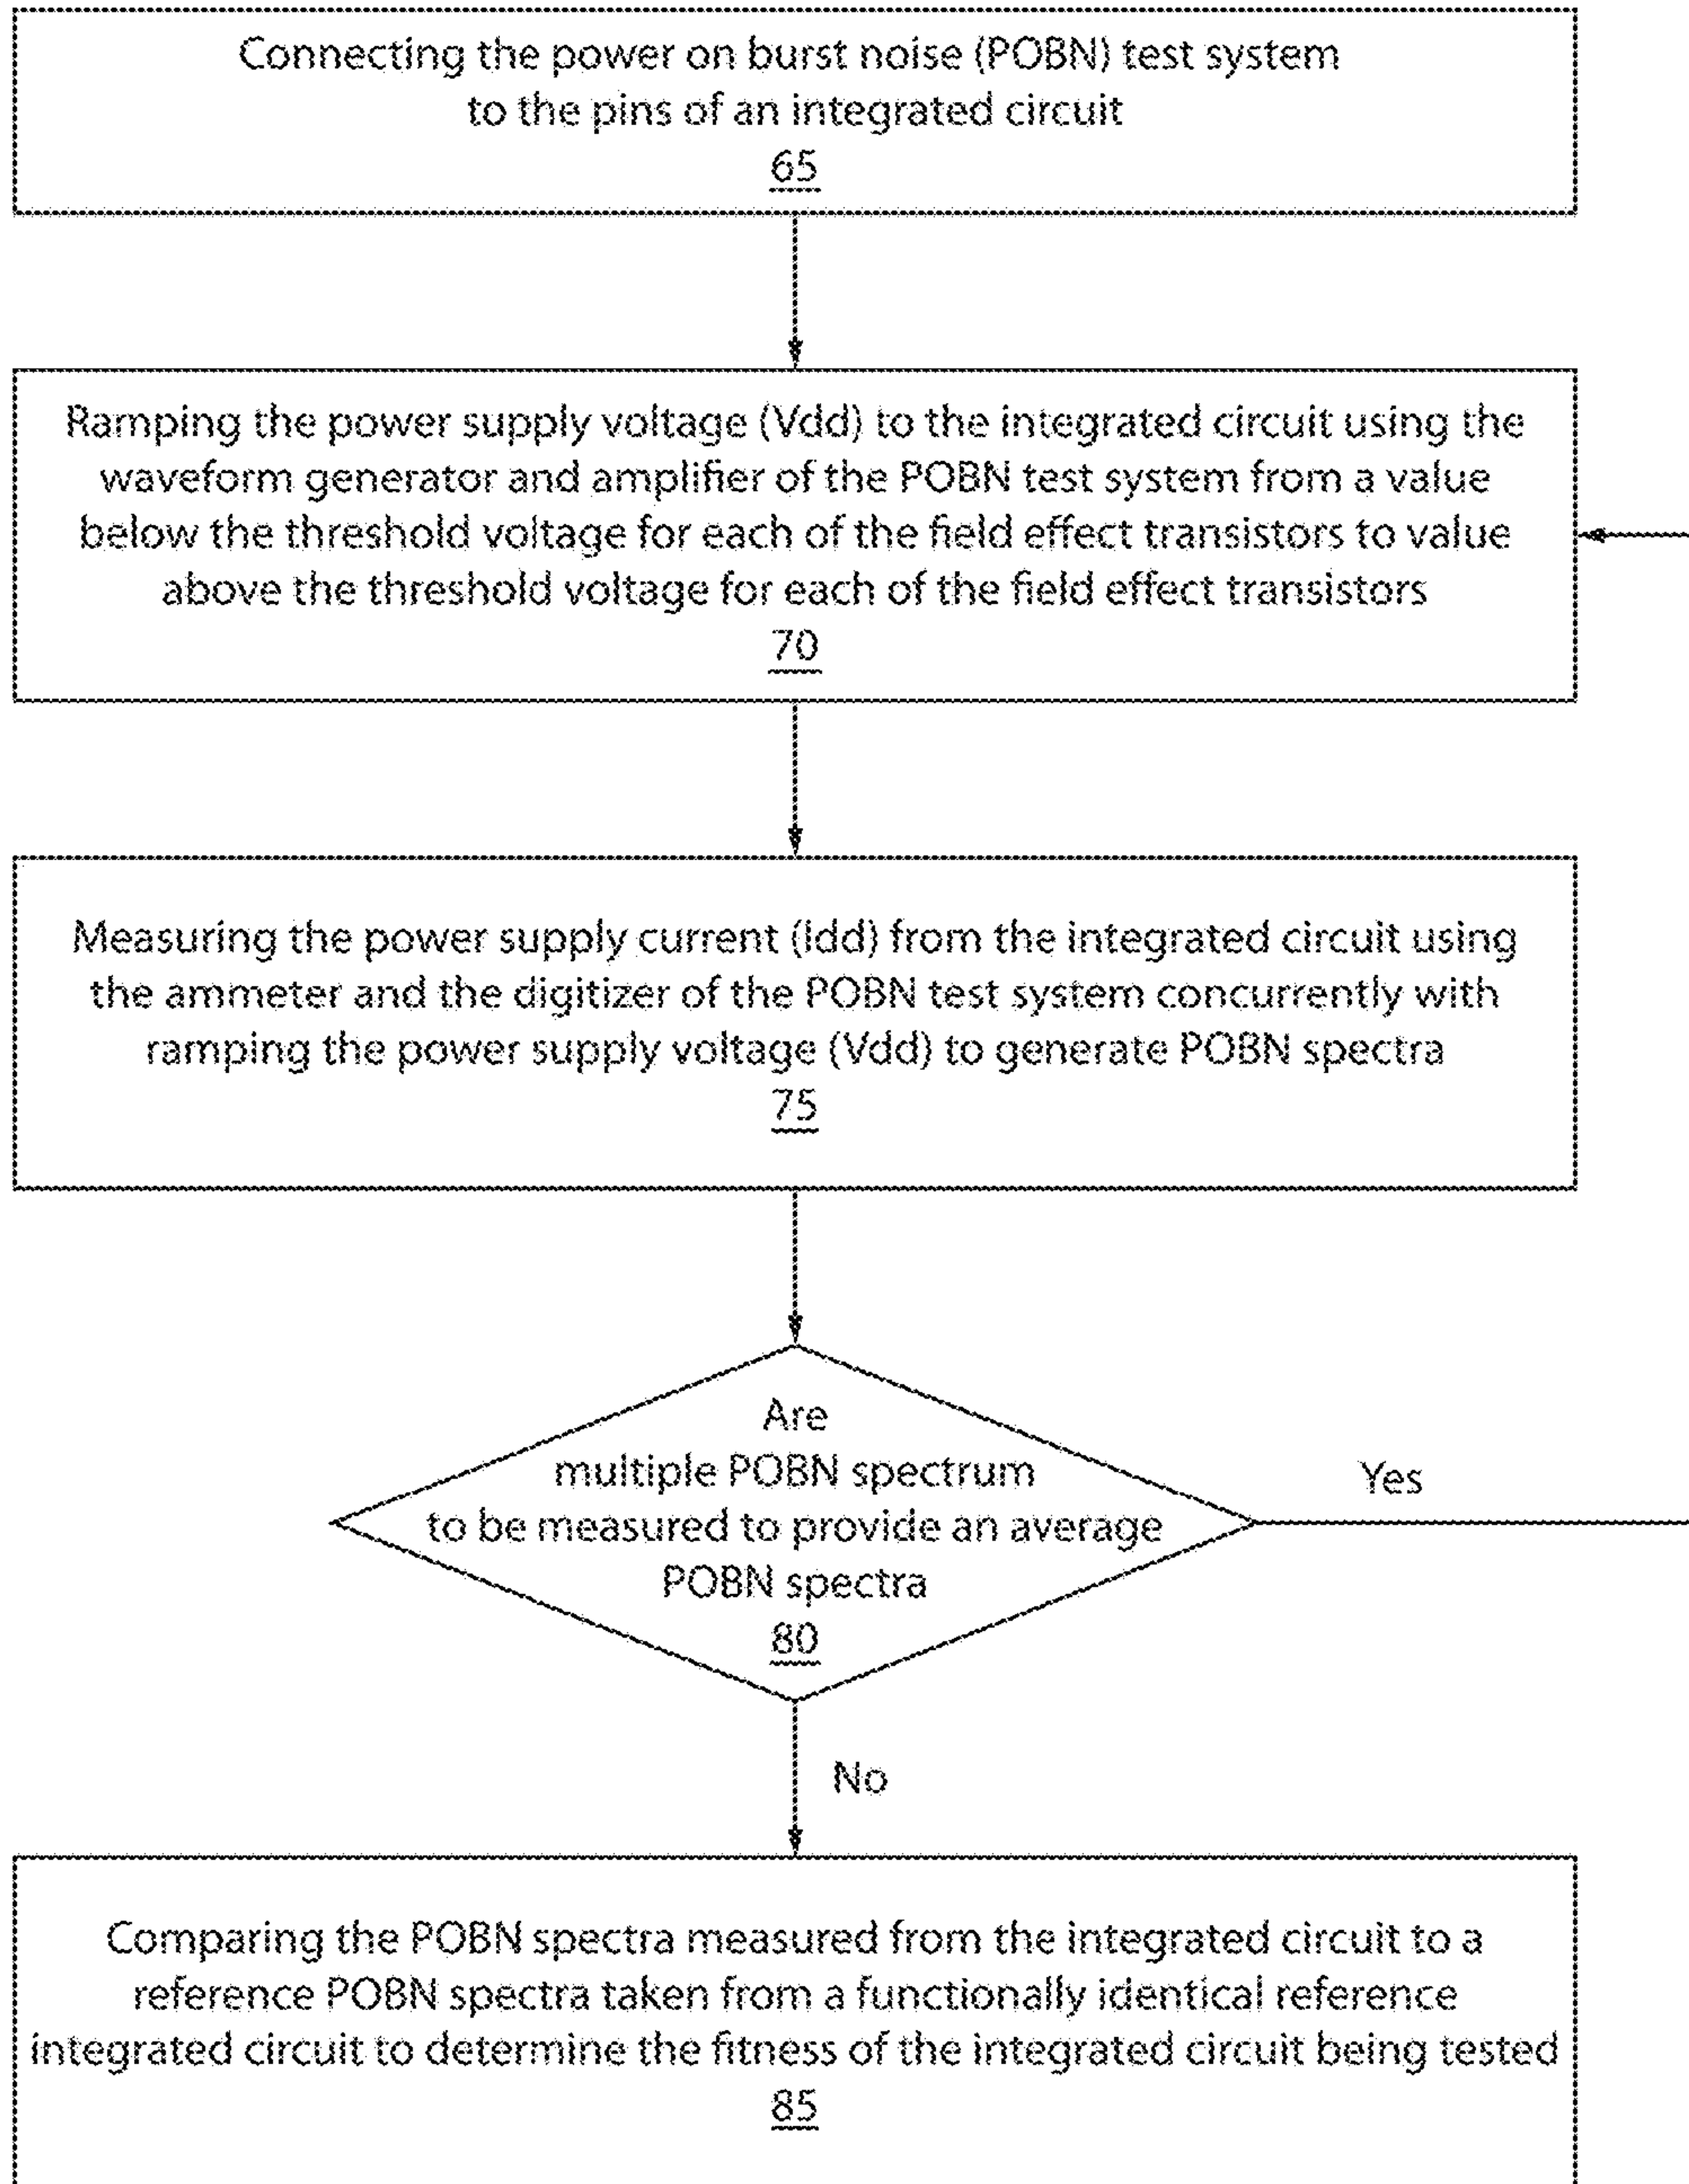 Connecting the power on burst noise (POBN) test system
to the pins of an integrated circuit
65
Ramping the power supply voltage (Vdd) to the integrated circuit using the
waveform generator and amplifier of the POBN test system from a value
below the threshold voltage for each of the field effect transistors to value
above the threshold voltage for each of the field effect transistors
70
Measuring the power supply current (Idd) from the integrated circuit using
the ammeter and the digitizer of the POBN test system concurrently with
ramping the power supply voltage (Vdd) to generate POBN spectra
75
Are
multiple POBN spectrum
to be measured to provide an average
POBN spectra
80
Yes
No
Comparing the POBN spectra measured from the integrated circuit to a
reference POBN spectra taken from a functionally identical reference
integrated circuit to determine the fitness of the integrated circuit being tested
85